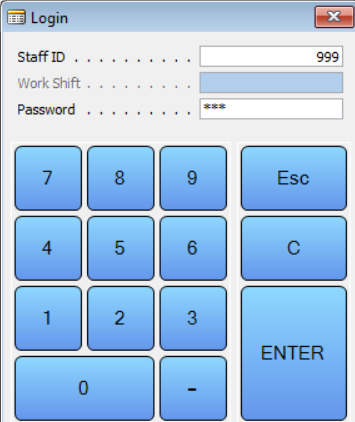 Login
Staff ID . . . . . . . . . . 999
Work Shift . . . . . . . . .
Password . . . . . . . . . ***
7 8 9 Esc
4 5 6 C
1 2 3
ENTER
0 -